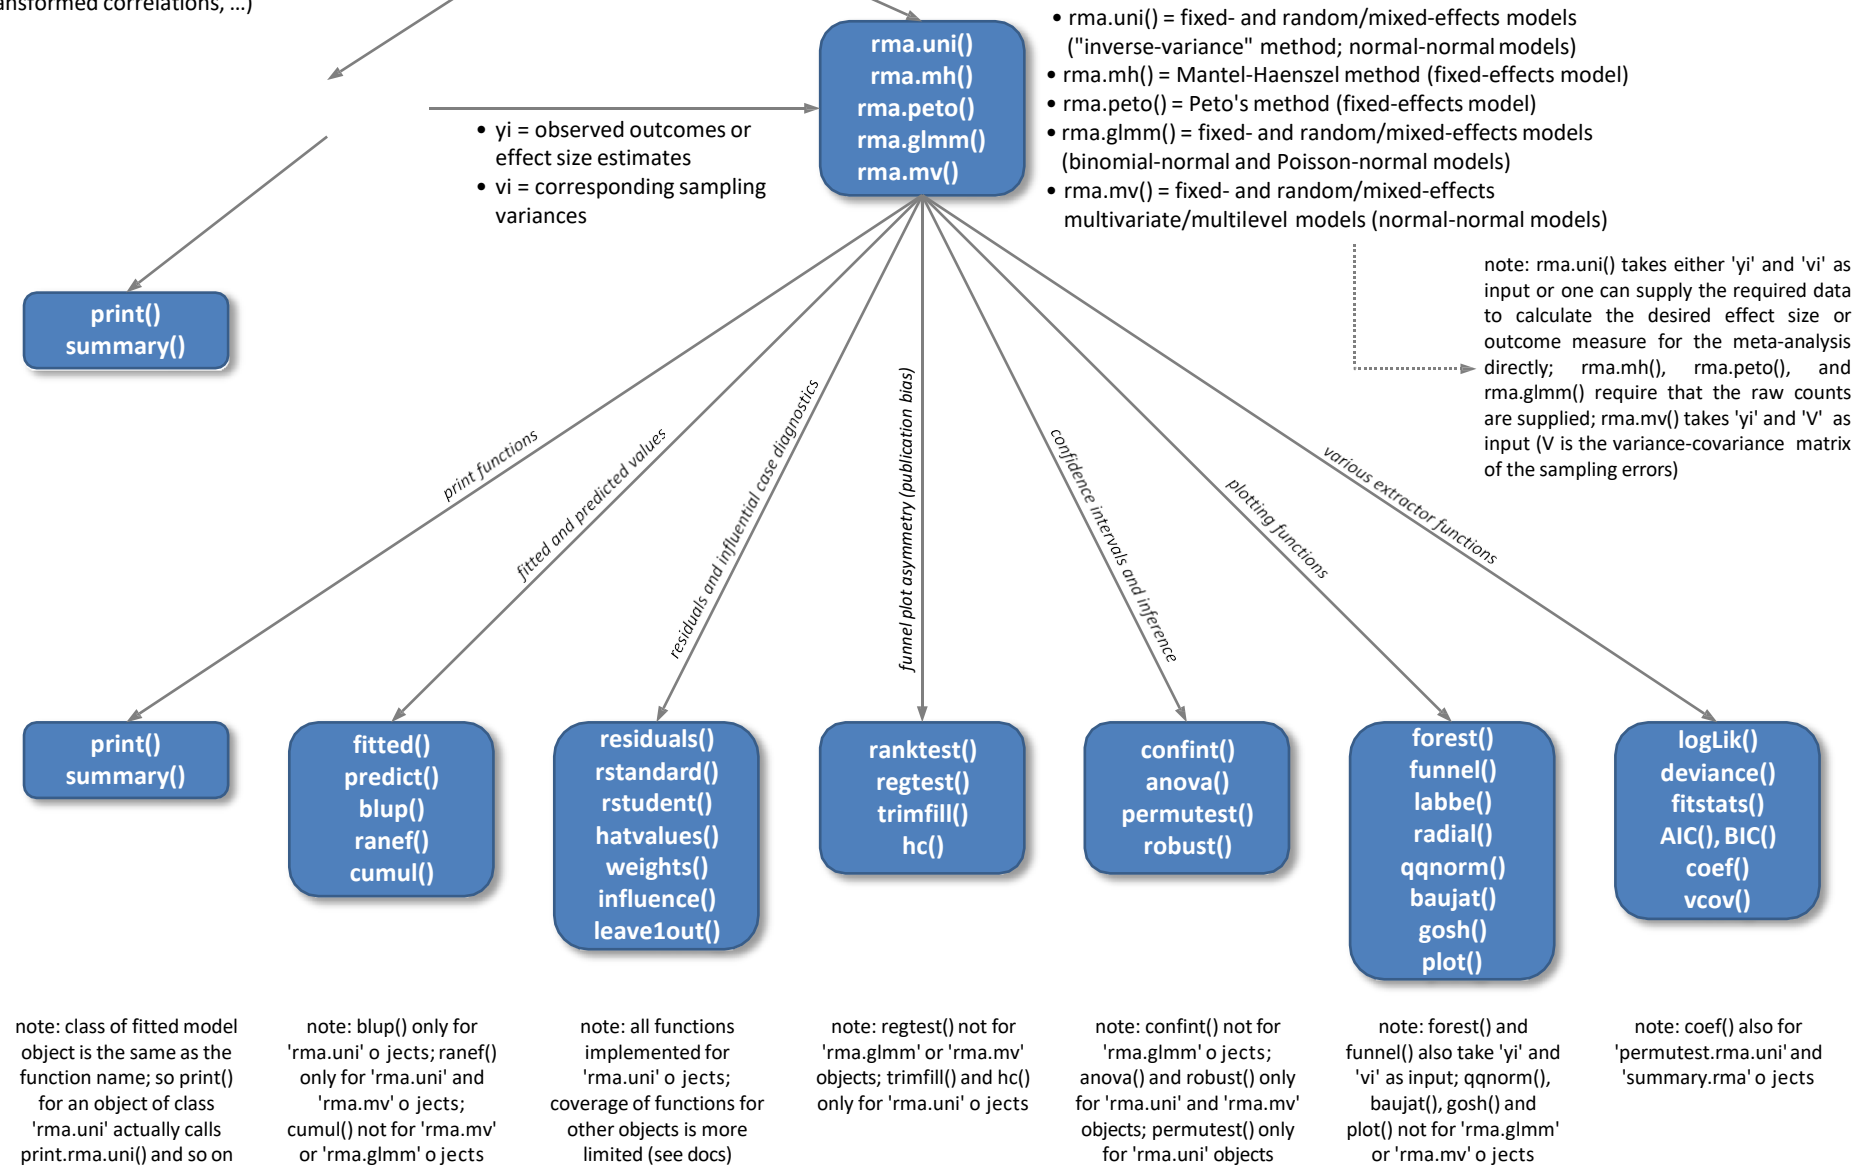 ansformed correlations, ...)
rma.uni()
rma.mh()
rma.peto()
rma.glmm()
rma.mv()
• rma.uni() = fixed- and random/mixed-effects models
("inverse-variance" method; normal-normal models)
• rma.mh() = Mantel-Haenszel method (fixed-effects model)
• rma.peto() = Peto's method (fixed-effects model)
• rma.glmm() = fixed- and random/mixed-effects models
(binomial-normal and Poisson-normal models)
• rma.mv() = fixed- and random/mixed-effects
multivariate/multilevel models (normal-normal models)
• yi = observed outcomes or
effect size estimates
• vi = corresponding sampling
variances
note: rma.uni() takes either 'yi' and 'vi' as
input or one can supply the required data
to calculate the desired effect size or
outcome measure for the meta-analysis
directly; rma.mh(), rma.peto(), and
rma.glmm() require that the raw counts
are supplied; rma.mv() takes 'yi' and 'V' as
input (V is the variance-covariance matrix
of the sampling errors)
print()
summary()
print functions
fitted and predicted values
residuals and influential case diagnostics
funnel plot asymmetry (publication bias)
confidence intervals and inference
plotting functions
various extractor functions
print()
summary()
fitted()
predict()
blup()
ranef()
cumul()
residuals()
rstandard()
rstudent()
hatvalues()
weights()
influence()
leave1out()
ranktest()
regtest()
trimfill()
hc()
confint()
anova()
permutest()
robust()
forest()
funnel()
labbe()
radial()
qqnorm()
baujat()
gosh()
plot()
logLik()
deviance()
fitstats()
AIC(), BIC()
coef()
vcov()
note: class of fitted model
object is the same as the
function name; so print()
for an object of class
'rma.uni' actually calls
print.rma.uni() and so on
note: blup() only for
'rma.uni' o jects; ranef()
only for 'rma.uni' and
'rma.mv' o jects;
cumul() not for 'rma.mv'
or 'rma.glmm' o jects
note: all functions
implemented for
'rma.uni' o jects;
coverage of functions for
other objects is more
limited (see docs)
note: regtest() not for
'rma.glmm' or 'rma.mv'
objects; trimfill() and hc()
only for 'rma.uni' o jects
note: confint() not for
'rma.glmm' o jects;
anova() and robust() only
for 'rma.uni' and 'rma.mv'
objects; permutest() only
for 'rma.uni' objects
note: forest() and
funnel() also take 'yi' and
'vi' as input; qqnorm(),
baujat(), gosh() and
plot() not for 'rma.glmm'
or 'rma.mv' o jects
note: coef() also for
'permutest.rma.uni' and
'summary.rma' o jects